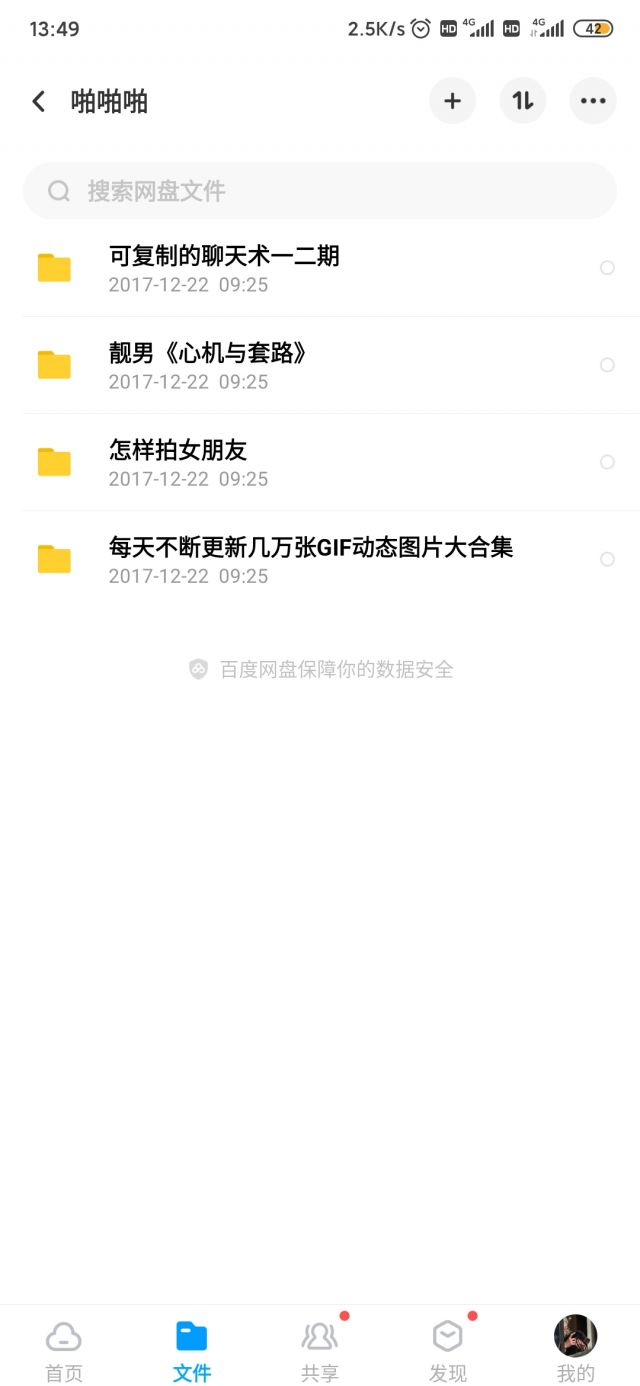 13:49 2.5K/s HD 4G HD 4G 42
啪啪啪
搜索网盘文件
可复制的聊天术一二期
2017-12-22 09:25
靓男《心机与套路》
2017-12-22 09:25
怎样拍女朋友
2017-12-22 09:25
每天不断更新几万张GIF动态图片大合集
2017-12-22 09:25
百度网盘保障你的数据安全
首页 文件 共享 发现 我的